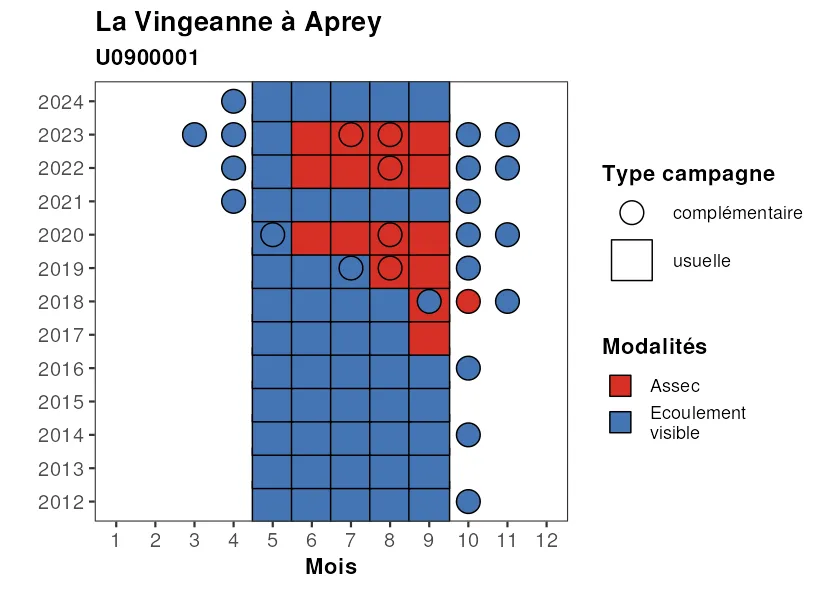 La Vingeanne à Aprey
U0900001
2024
2023
2022
2021
2020
2019
2018
2017
2016
2015
2014
2013
2012
1 2 3 4 5 6 7 8 9 10 11 12
Mois
Type campagne
complémentaire
usuelle
Modalités
Assec
Ecoulement
visible